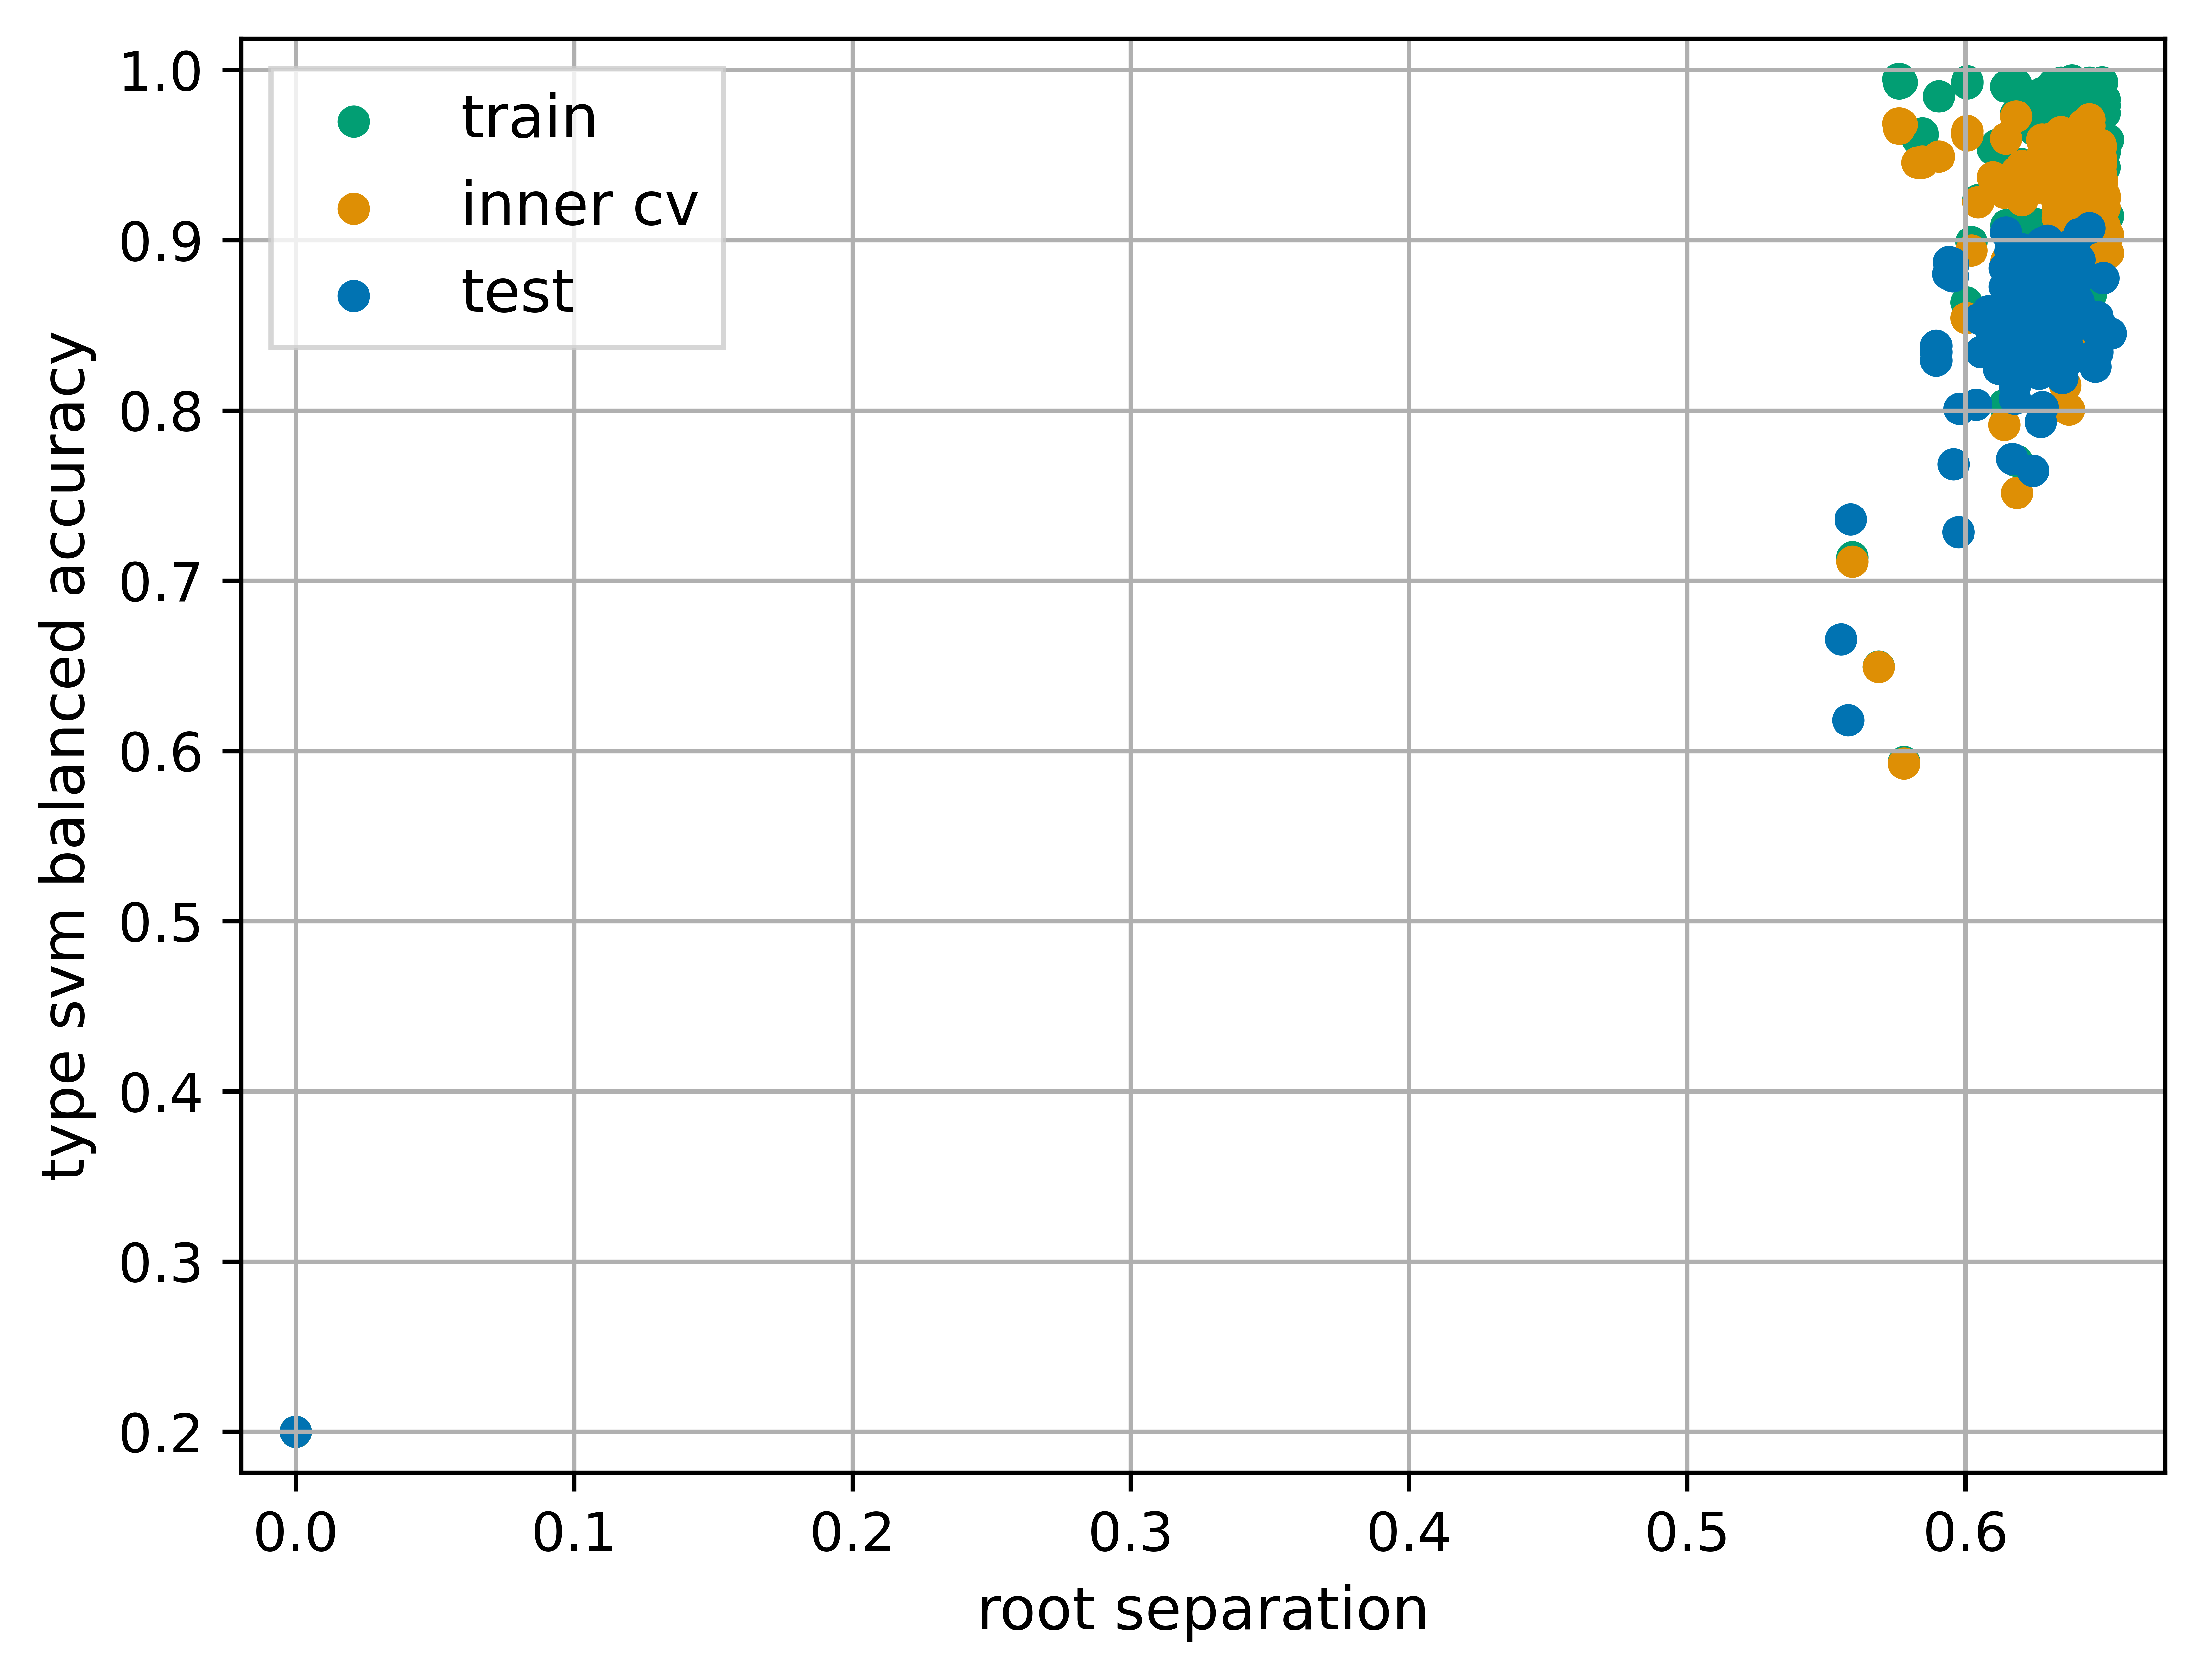 train
inner cv
test
1.0
0.9
0.8
0.7
0.6
0.5
0.4
0.3
0.2
type svm balanced accuracy
0.0 0.1 0.2 0.3 0.4 0.5 0.6
root separation